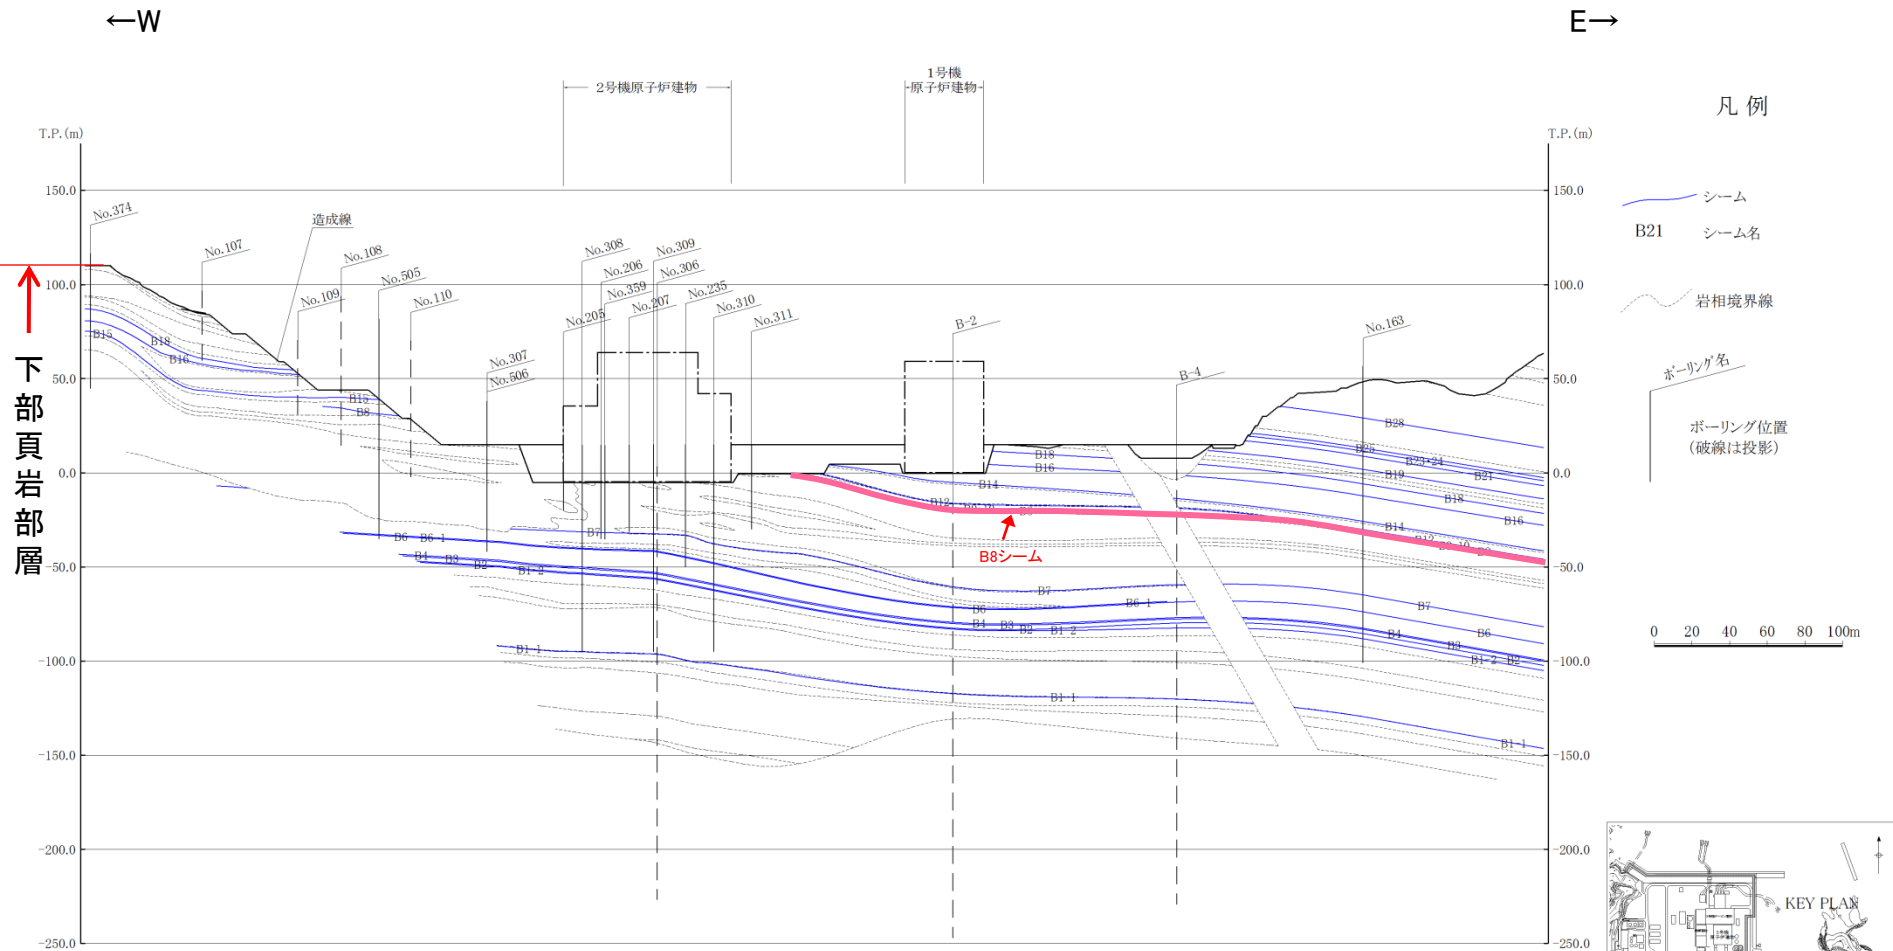 ←W
E→
1号機
原子炉建物
2号機原子炉建物
凡 例
T.P.(m)
T.P.(m)
150.0
100.0
50.0
0.0
-50.0
-100.0
-150.0
-200.0
-250.0
150.0
100.0
50.0
0.0
-50.0
-100.0
-150.0
-200.0
-250.0
シーム
B21 シーム名
岩相境界線
ボーリング名
ボーリング位置
(破線は投影)
0 20 40 60 80 100m
下部頁岩部層
No.374
No.107
造成線
No.108
No.109
No.505
No.110
No.307
No.506
No.308
No.309
No.206
No.306
No.359
No.235
No.207
No.310
No.205
No.311
B-2
B-4
No.163
B15
B18
B16
B15
B8
B18
B16
B14
B12
B28
B25
B23・24
B21
B19
B18
B16
B14
B12
B8シーム
B7
B7
B7
B6
B6-1
B4
B3
B2
B1-2
B6
B6-1
B4
B3
B2
B1-2
B6
B4
B3
B1-2
B2
B1-1
B1-1
B1-1
KEY PLAN